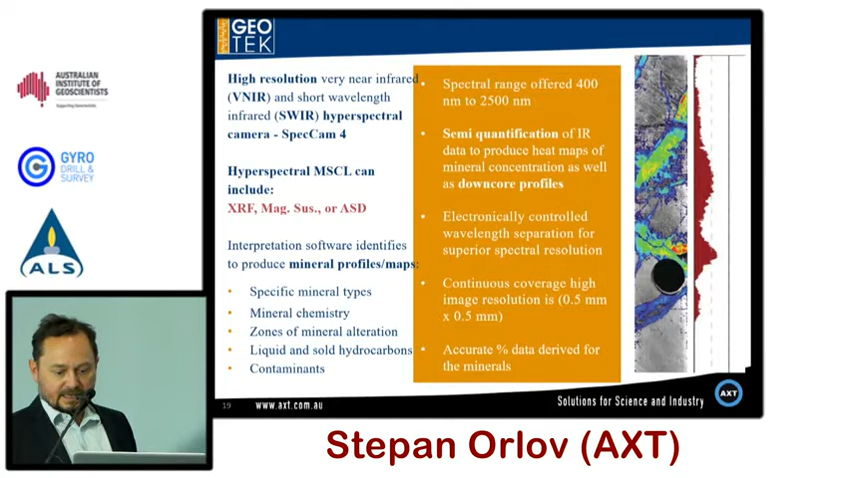 GEO
TEK
AUSTRALIAN
INSTITUTE OF
GEOSCIENTISTS
Supporting Geoscientists
GYRO
DRILL &
SURVEY
ALS
High resolution very near infrared
(VNIR) and short wavelength
infrared (SWIR) hyperspectral
camera - SpecCam 4
Hyperspectral MSCL can
include:
XRF, Mag. Sus., or ASD
Interpretation software identifies
to produce mineral profiles/maps:
• Specific mineral types
• Mineral chemistry
• Zones of mineral alteration
• Liquid and sold hydrocarbons
• Contaminants
• Spectral range offered 400
nm to 2500 nm
• Semi quantification of IR
data to produce heat maps of
mineral concentration as well
as downcore profiles
• Electronically controlled
wavelength separation for
superior spectral resolution
• Continuous coverage high
image resolution is (0.5 mm
x 0.5 mm)
• Accurate % data derived for
the minerals
19
www.axt.com.au
Solutions for Science and Industry
AXT
Stepan Orlov (AXT)